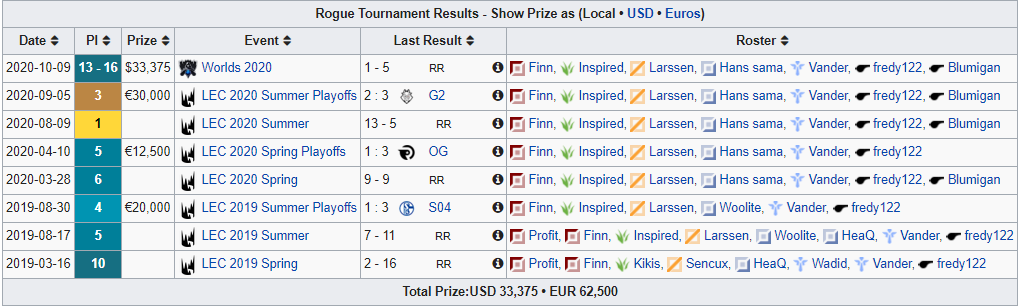 Rogue Tournament Results - Show Prize as (Local • USD • Euros)
Date Pl Prize Event Last Result Roster
2020-10-09 13 - 16 $33,375 Worlds 2020 1 - 5 RR Finn, Inspired, Larssen, Hans sama, Vander, fredy122, Blumigan
2020-09-05 3 €30,000 LEC 2020 Summer Playoffs 2 : 3 G2 Finn, Inspired, Larssen, Hans sama, Vander, fredy122, Blumigan
2020-08-09 1 LEC 2020 Summer 13 - 5 RR Finn, Inspired, Larssen, Hans sama, Vander, fredy122, Blumigan
2020-04-10 5 €12,500 LEC 2020 Spring Playoffs 1 : 3 OG Finn, Inspired, Larssen, Hans sama, Vander, fredy122
2020-03-28 6 LEC 2020 Spring 9 - 9 RR Finn, Inspired, Larssen, Hans sama, Vander, fredy122, Blumigan
2019-08-30 4 €20,000 LEC 2019 Summer Playoffs 1 : 3 S04 Finn, Inspired, Larssen, Woolite, Vander, fredy122
2019-08-17 5 LEC 2019 Summer 7 - 11 RR Profit, Finn, Inspired, Larssen, Woolite, HeaQ, Vander, fredy122
2019-03-16 10 LEC 2019 Spring 2 - 16 RR Profit, Finn, Kikis, Sencux, HeaQ, Wadid, Vander, fredy122
Total Prize:USD 33,375 • EUR 62,500